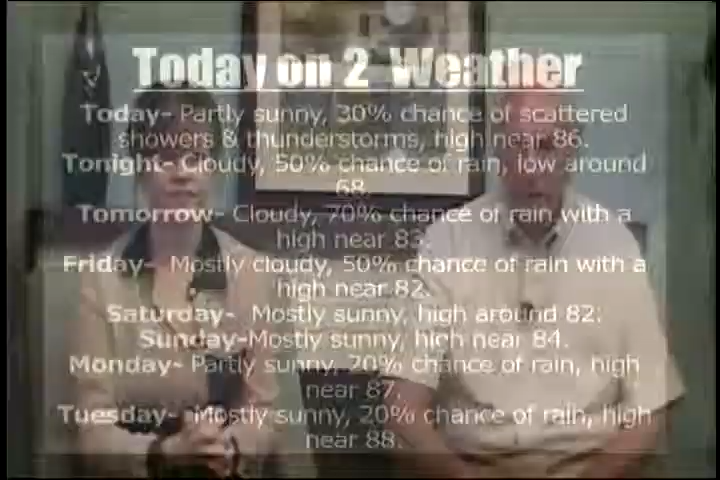 Today on 2 Weather
Today- Partly sunny, 30% chance of scattered
showers & thunderstorms, high near 86.
Tonight- Cloudy, 50% chance of rain, low around
68.
Tomorrow- Cloudy, 70% chance of rain with a
high near 83.
Friday- Mostly cloudy, 50% chance of rain with a
high near 82.
Saturday- Mostly sunny, high around 82.
Sunday-Mostly sunny, high near 84.
Monday- Partly sunny, 20% chance of rain, high
near 87.
Tuesday- Mostly sunny, 20% chance of rain, high
near 88.